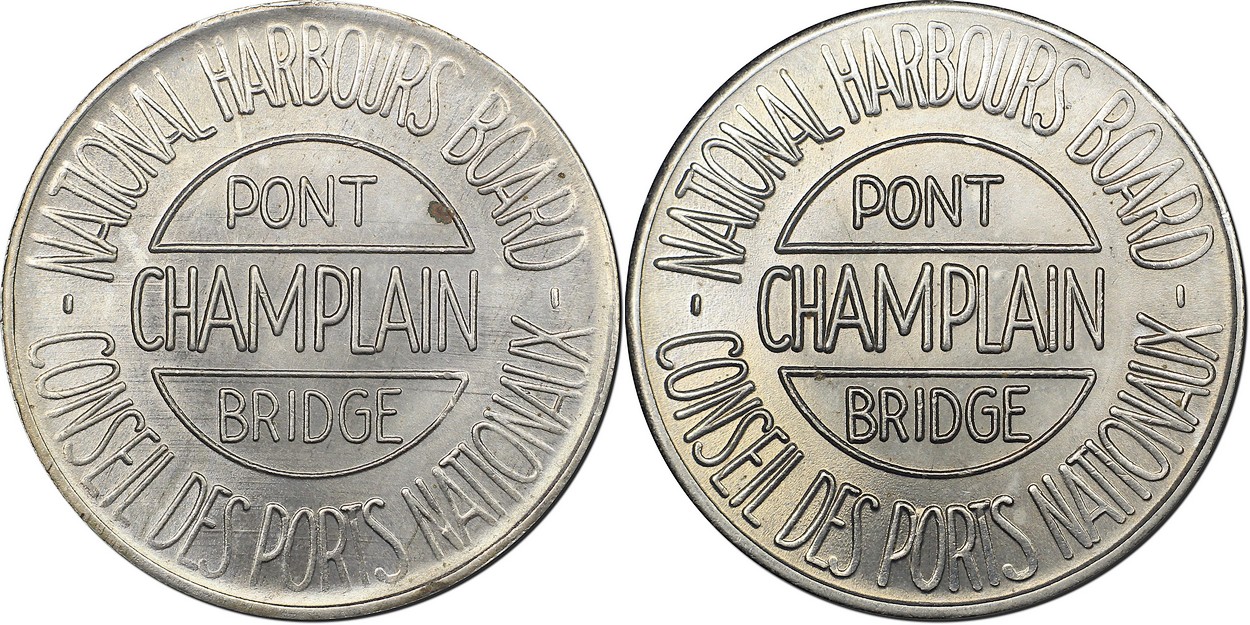 NATIONAL HARBOURS BOARD
PONT
CHAMPLAIN
BRIDGE
CONSEIL DES PORTS NATIONAUX
NATIONAL HARBOURS BOARD
PONT
CHAMPLAIN
BRIDGE
CONSEIL DES PORTS NATIONAUX